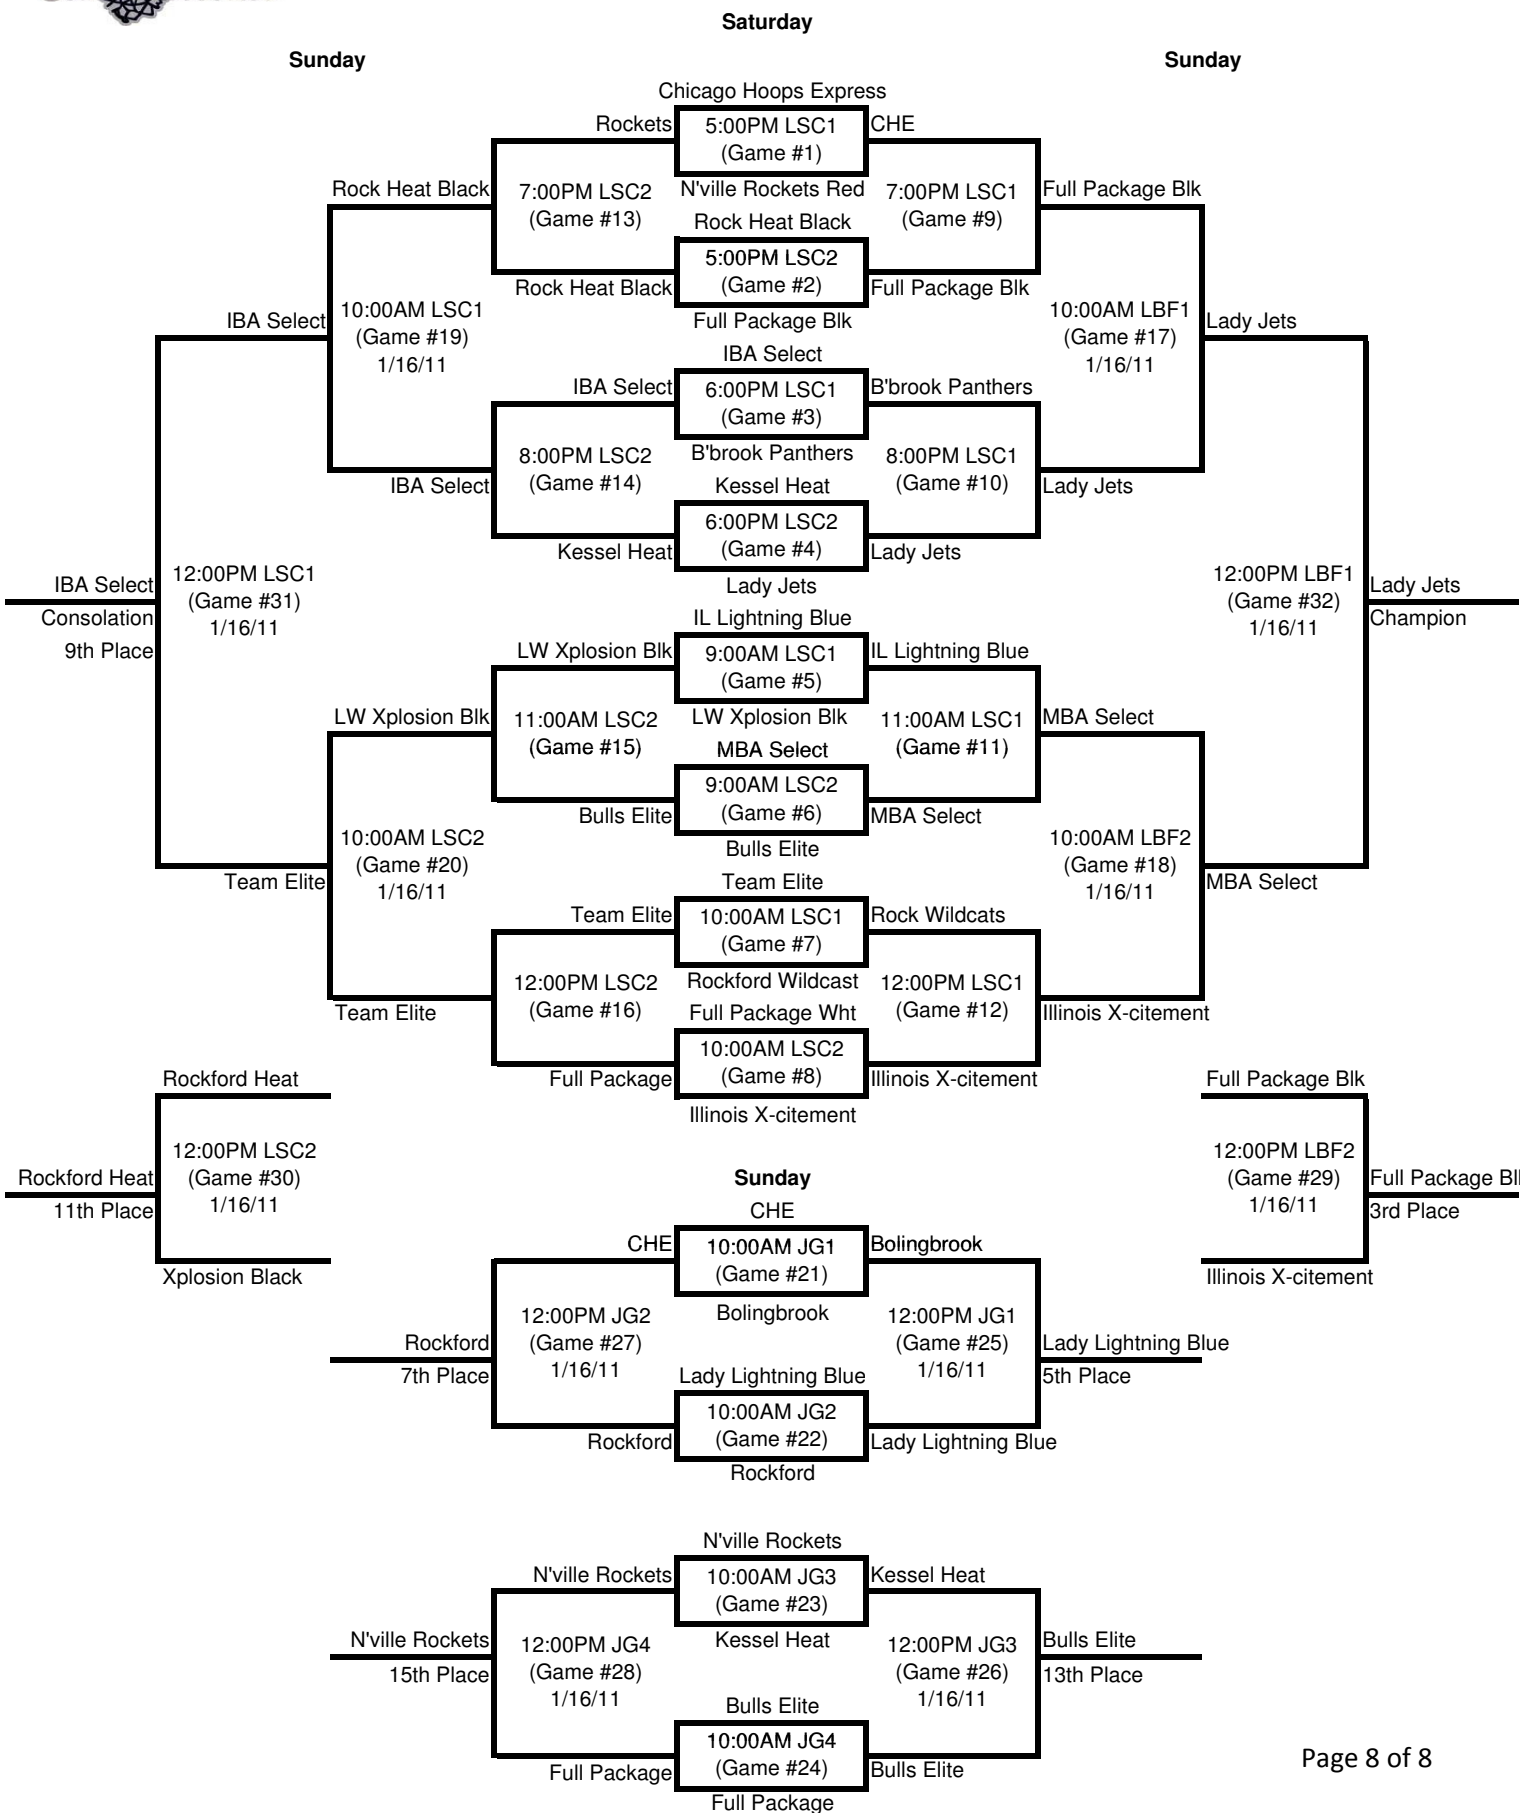 Saturday
Sunday
Sunday
Chicago Hoops Express
Rockets
5:00PM LSC1
CHE
(Game #1)
Rock Heat Black
7:00PM LSC2
N'ville Rockets Red
7:00PM LSC1
Full Package Blk
(Game #13)
Rock Heat Black
(Game #9)
5:00PM LSC2
Rock Heat Black
(Game #2)
Full Package Blk
IBA Select
10:00AM LSC1
Full Package Blk
10:00AM LBF1
Lady Jets
(Game #19)
IBA Select
(Game #17)
1/16/11
1/16/11
IBA Select
6:00PM LSC1
B'brook Panthers
(Game #3)
8:00PM LSC2
B'brook Panthers
8:00PM LSC1
IBA Select
(Game #14)
Kessel Heat
(Game #10)
Lady Jets
6:00PM LSC2
Kessel Heat
(Game #4)
Lady Jets
IBA Select
12:00PM LSC1
Lady Jets
12:00PM LBF1
Lady Jets
Consolation
(Game #31)
IL Lightning Blue
(Game #32)
Champion
9th Place
1/16/11
1/16/11
LW Xplosion Blk
9:00AM LSC1
IL Lightning Blue
(Game #5)
LW Xplosion Blk
11:00AM LSC2
LW Xplosion Blk
11:00AM LSC1
MBA Select
(Game #15)
MBA Select
(Game #11)
9:00AM LSC2
Bulls Elite
(Game #6)
MBA Select
10:00AM LSC2
Bulls Elite
10:00AM LBF2
(Game #20)
(Game #18)
Team Elite
1/16/11
Team Elite
1/16/11
MBA Select
Team Elite
10:00AM LSC1
Rock Wildcats
(Game #7)
12:00PM LSC2
Rockford Wildcast
12:00PM LSC1
Team Elite
(Game #16)
Full Package Wht
(Game #12)
Illinois X-citement
10:00AM LSC2
Rockford Heat
Full Package
(Game #8)
Illinois X-citement
Full Package Blk
Illinois X-citement
12:00PM LSC2
12:00PM LBF2
Rockford Heat
(Game #30)
Sunday
(Game #29)
11th Place
1/16/11
CHE
1/16/11
3rd Place
CHE
10:00AM JG1
Bolingbrook
Xplosion Black
(Game #21)
Illinois X-citement
12:00PM JG2
Bolingbrook
12:00PM JG1
Rockford
(Game #27)
(Game #25)
Lady Lightning Blue
7th Place
1/16/11
Lady Lightning Blue
1/16/11
5th Place
10:00AM JG2
Rockford
(Game #22)
Lady Lightning Blue
Rockford
N'ville Rockets
N'ville Rockets
10:00AM JG3
Kessel Heat
(Game #23)
N'ville Rockets
12:00PM JG4
Kessel Heat
12:00PM JG3
Bulls Elite
15th Place
(Game #28)
(Game #26)
13th Place
1/16/11
Bulls Elite
1/16/11
10:00AM JG4
Full Package
(Game #24)
Bulls Elite
Full Package
Full Package
Page 8 of 8